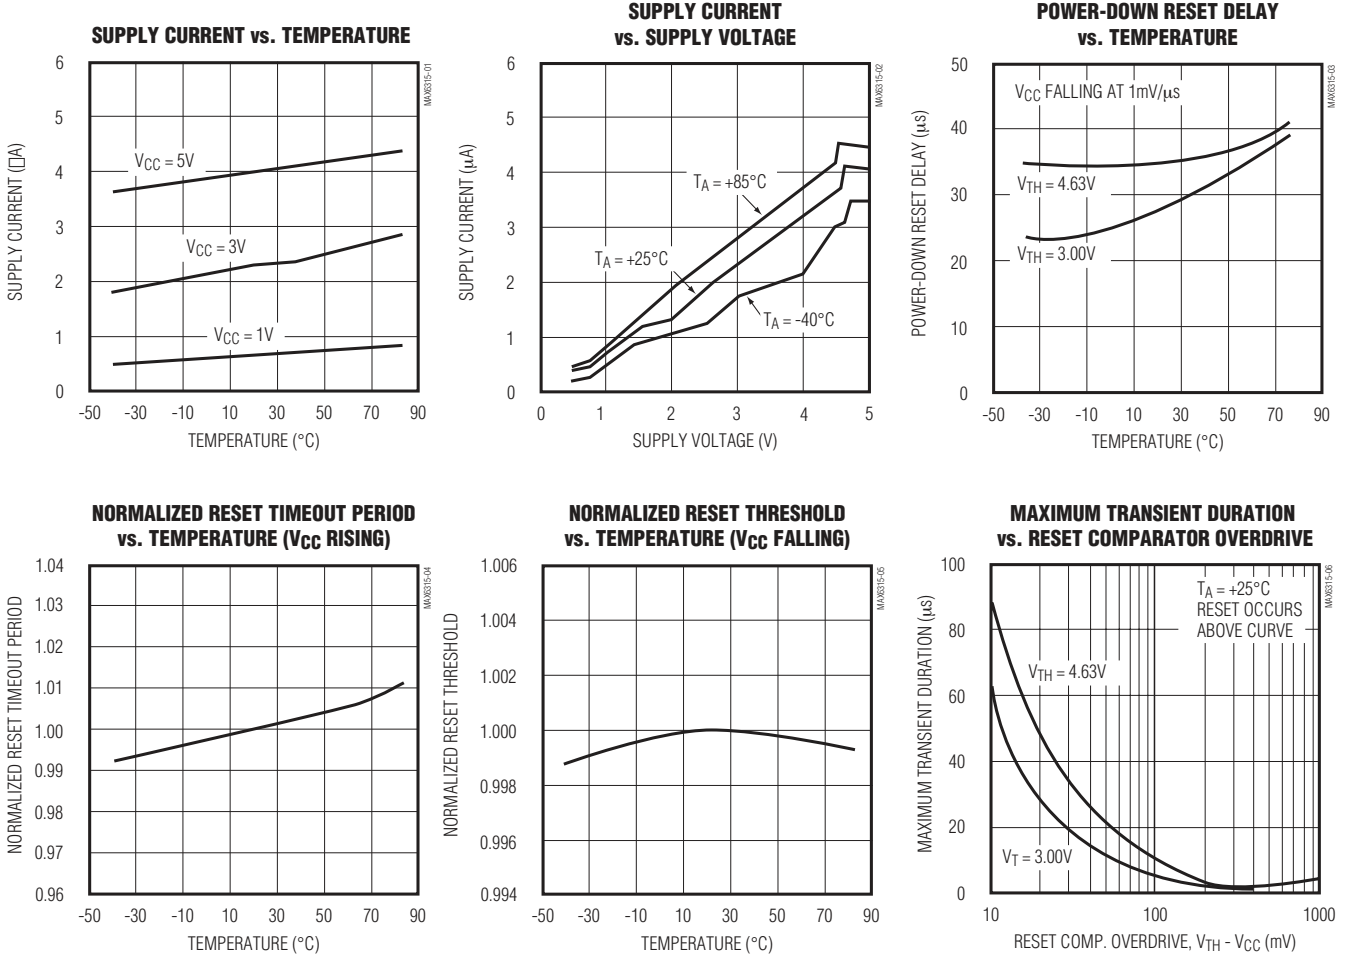 SUPPLY CURRENT vs. TEMPERATURE
MAX6315-01
SUPPLY CURRENT (□A)
6
5
4
3
2
1
0
VCC = 5V
VCC = 3V
VCC = 1V
-50 -30 -10 10 30 50 70 90
TEMPERATURE (°C)
SUPPLY CURRENT
vs. SUPPLY VOLTAGE
MAX6315-02
SUPPLY CURRENT (µA)
6
5
4
3
2
1
0
TA = +85°C
TA = +25°C
TA = -40°C
0 1 2 3 4 5
SUPPLY VOLTAGE (V)
POWER-DOWN RESET DELAY
vs. TEMPERATURE
MAX6315-03
POWER-DOWN RESET DELAY (µs)
50
40
30
20
10
0
VCC FALLING AT 1mV/µs
VTH = 4.63V
VTH = 3.00V
-50 -30 -10 10 30 50 70 90
TEMPERATURE (°C)
NORMALIZED RESET TIMEOUT PERIOD
vs. TEMPERATURE (VCC RISING)
MAX6315-04
NORMALIZED RESET TIMEOUT PERIOD
1.04
1.03
1.02
1.01
1.00
0.99
0.98
0.97
0.96
-50 -30 -10 10 30 50 70 90
TEMPERATURE (°C)
NORMALIZED RESET THRESHOLD
vs. TEMPERATURE (VCC FALLING)
MAX6315-05
NORMALIZED RESET THRESHOLD
1.006
1.004
1.002
1.000
0.998
0.996
0.994
-50 -30 -10 10 30 50 70 90
TEMPERATURE (°C)
MAXIMUM TRANSIENT DURATION
vs. RESET COMPARATOR OVERDRIVE
MAX6315-06
MAXIMUM TRANSIENT DURATION (µs)
100
80
60
40
20
0
TA = +25°C
RESET OCCURS
ABOVE CURVE
VTH = 4.63V
VT = 3.00V
10 100 1000
RESET COMP. OVERDRIVE, VTH - VCC (mV)